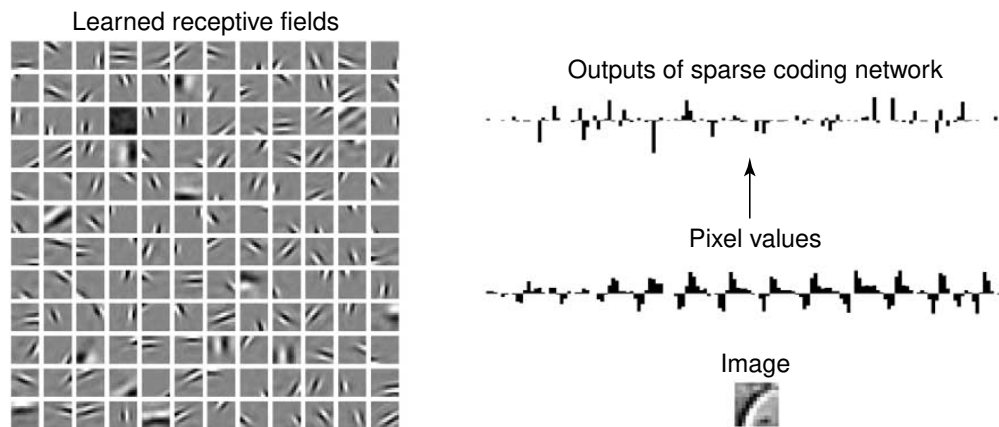 Learned receptive fields
Outputs of sparse coding network
Pixel values
Image